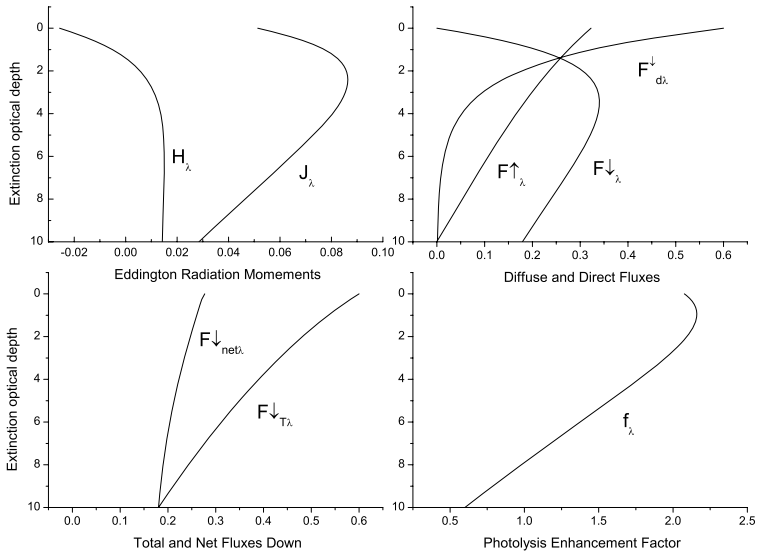 Extinction optical depth
0
2
4
6
8
10
-0.02 0.00 0.02 0.04 0.06 0.08 0.10
Eddington Radiation Momements
Hλ
Jλ
0
2
4
6
8
10
0.0 0.1 0.2 0.3 0.4 0.5 0.6
Diffuse and Direct Fluxes
F↓dλ
F↑λ
F↓λ
Extinction optical depth
0
2
4
6
8
10
0.0 0.1 0.2 0.3 0.4 0.5 0.6
Total and Net Fluxes Down
F↓netλ
F↓Tλ
0
2
4
6
8
10
0.5 1.0 1.5 2.0 2.5
Photolysis Enhancement Factor
fλ